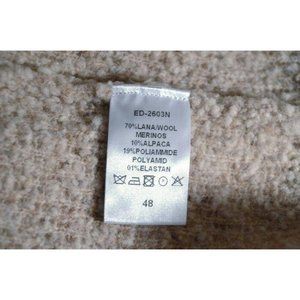 ED-2603N
70%LANA/WOOL
MERINOS
10%ALPACA
19%POLIAMMIDE
POLYAMID
01%ELASTAN
48